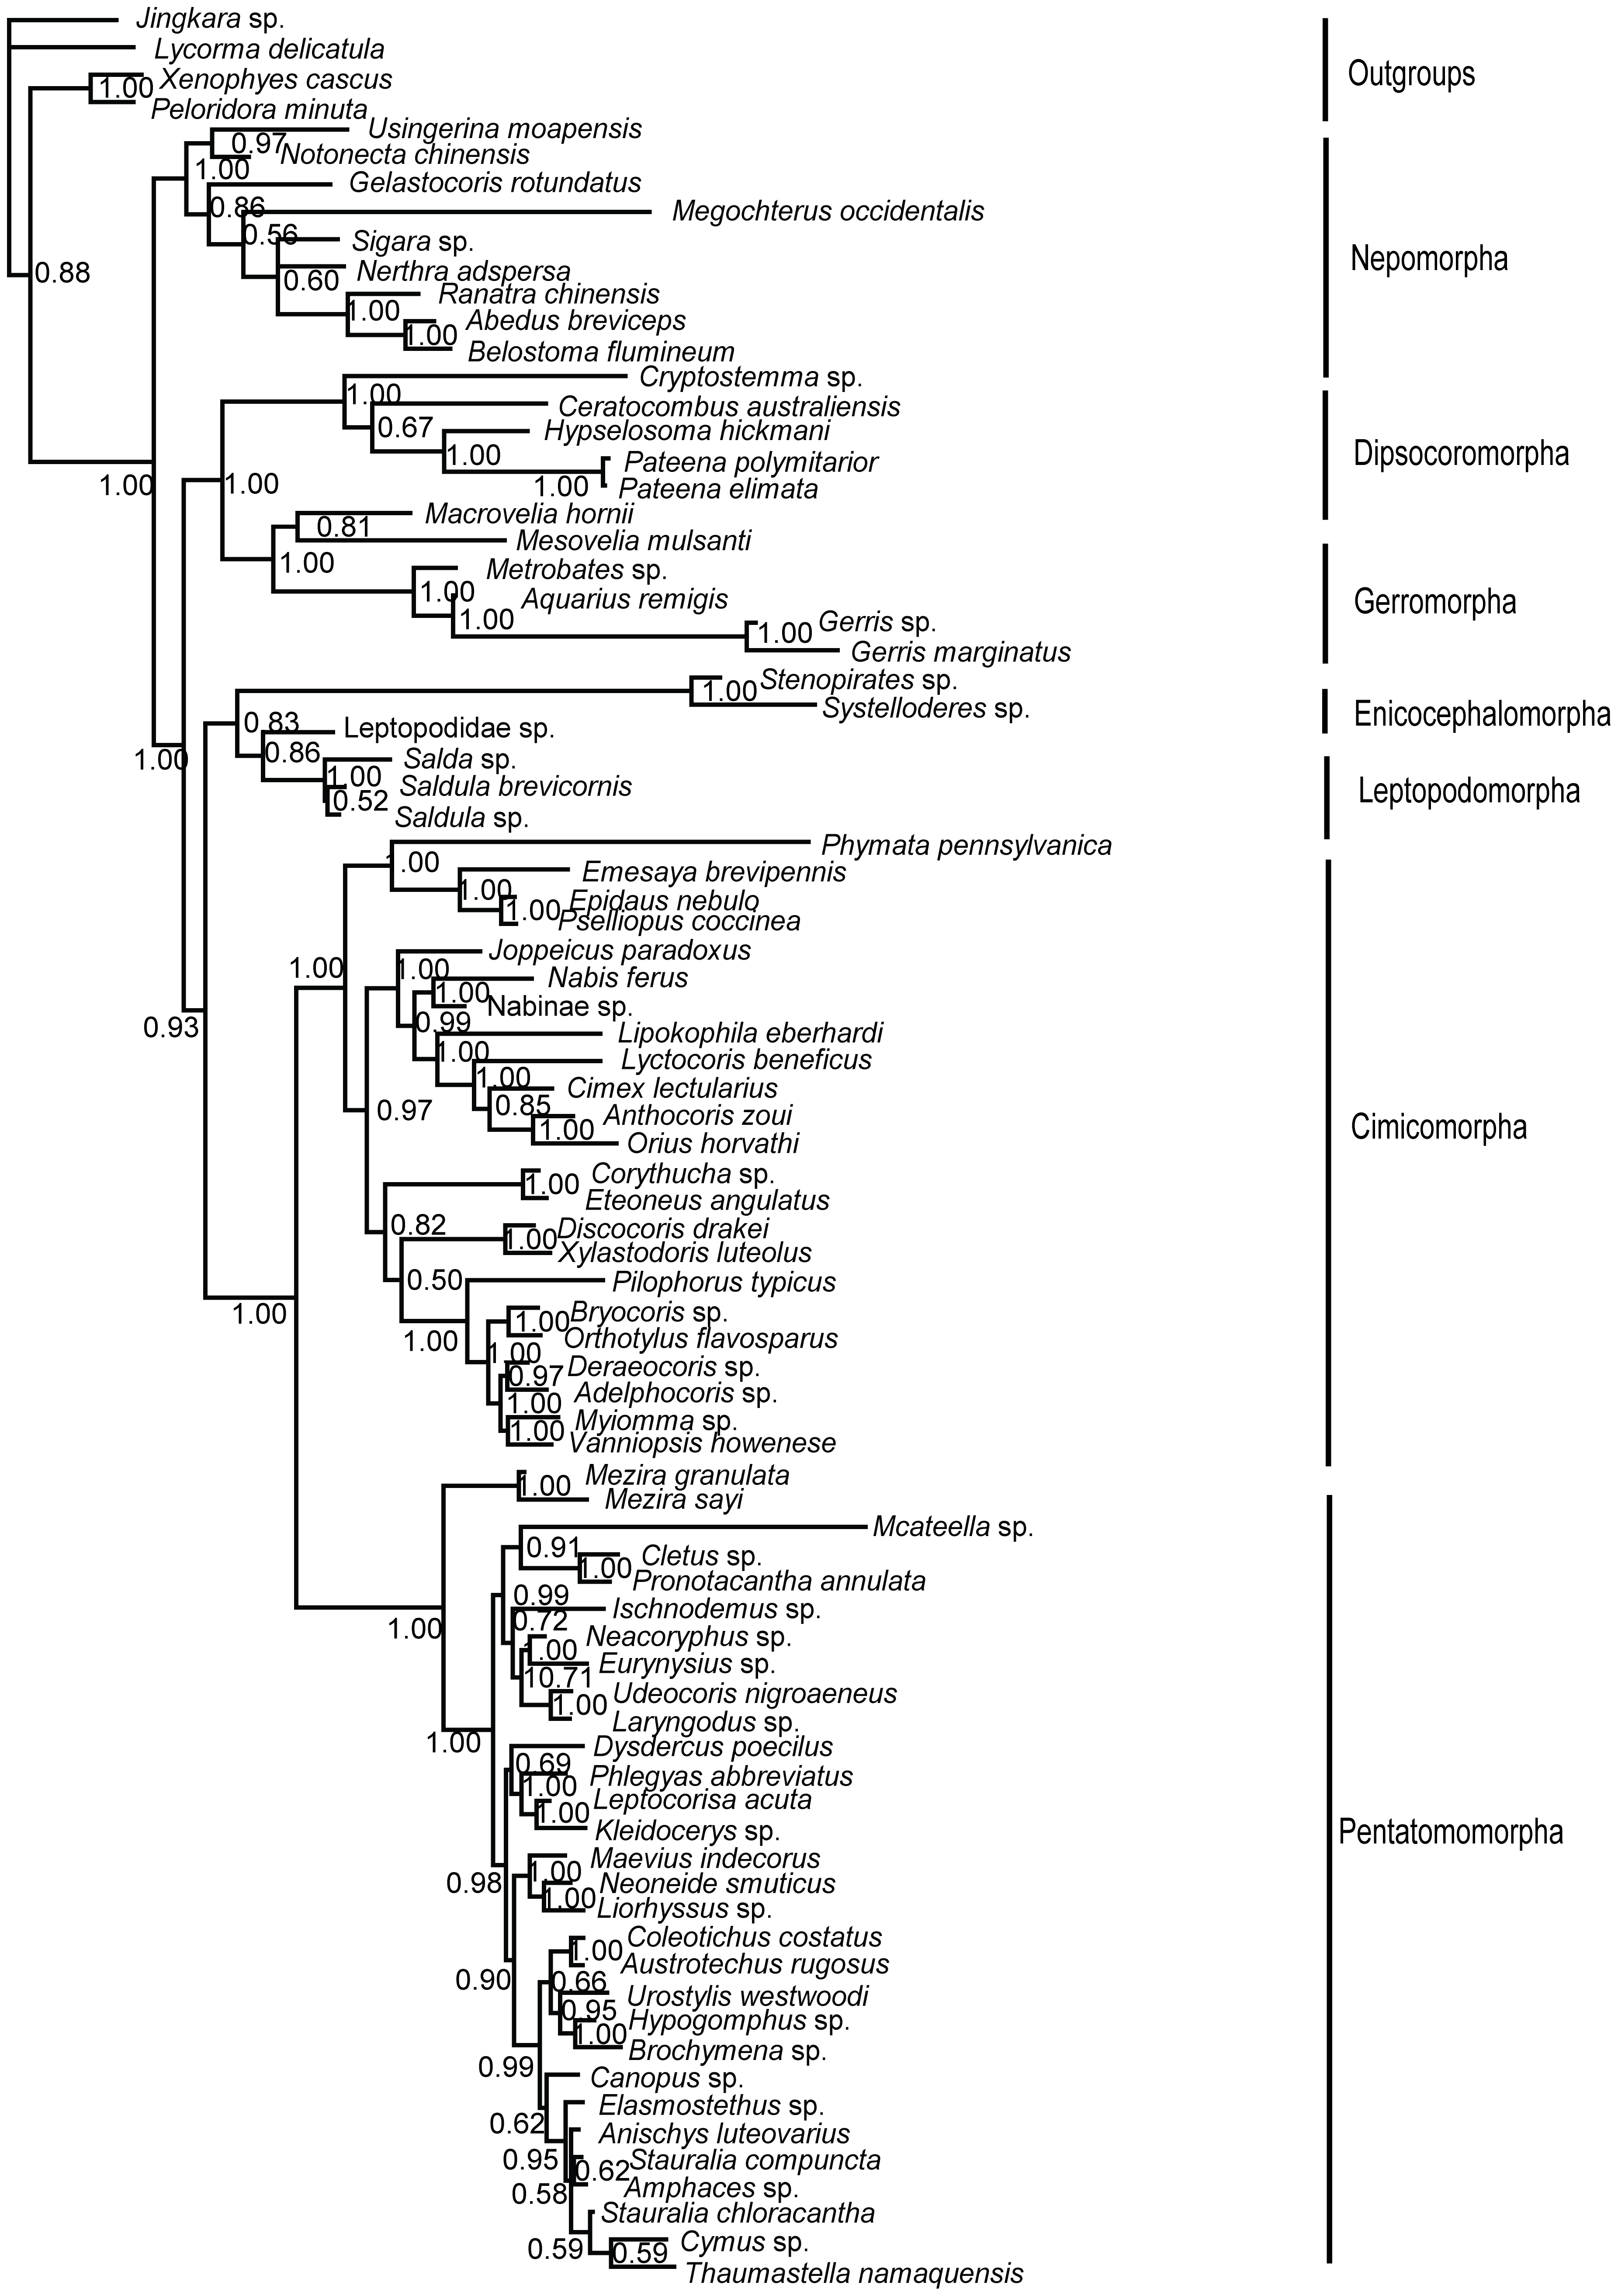 Jingkara sp.
Lycorma delicatula
Outgroups
1.00 Xenophyes cascus
Peloridora minuta
Usingerina moapensis
0.97 Notonecta chinensis
1.00
Gelastocoris rotundatus
0.86
Megochterus occidentalis
0.56
Sigara sp.
Nepomorpha
0.88
Nerthra adspersa
0.60
Ranatra chinensis
1.00
Abedus breviceps
1.00
Belostoma flumineum
Cryptostemma sp.
1.00
Ceratocombus australiensis
0.67
Hypselosoma hickmani
Dipsocoromorpha
1.00
Pateena polymitarior
1.00
1.00
1.00
Pateena elimata
Macrovelia hornii
0.81
Mesovelia mulsanti
1.00
Metrobates sp.
1.00
Aquarius remigis
Gerromorpha
1.00
Gerris sp.
1.00
Gerris marginatus
Stenopirates sp.
1.00
Systelloderes sp.
Enicocephalomorpha
0.83
Leptopodidae sp.
0.86
1.00
Salda sp.
1.00
Saldula brevicornis
Leptopodomorpha
0.52
Saldula sp.
Phymata pennsylvanica
1.00
Emesaya brevipennis
1.00
Epidaus nebulo
1.00
Pselliopus coccinea
Joppeicus paradoxus
1.00
1.00
Nabis ferus
1.00
Nabinae sp.
0.93
0.99
Lipokophila eberhardi
1.00
Lyctocoris beneficus
1.00
Cimex lectularius
0.85
0.97
Anthocoris zoui
Cimicomorpha
1.00
Orius horvathi
Corythucha sp.
1.00
Eteoneus angulatus
0.82
Discocoris drakei
1.00
Xylastodoris luteolus
0.50
Pilophorus typicus
1.00
Bryocoris sp.
1.00
1.00
Orthotylus flavosparus
1.00
Deraeocoris sp.
0.97
Adelphocoris sp.
1.00
Myiomma sp.
1.00
Vanniopsis howenese
Mezira granulata
1.00
Mezira sayi
Mcateella sp.
0.91
Cletus sp.
1.00
Pronotacantha annulata
0.99
Ischnodemus sp.
0.72
1.00
Neacoryphus sp.
1.00
Eurynysius sp.
10.71
Udeocoris nigroaeneus
1.00
Laryngodus sp.
1.00
Dysdercus poecilus
0.69
Phlegyas abbreviatus
1.00
Leptocorisa acuta
1.00
Kleidocerys sp.
Pentatomomorpha
Maevius indecorus
1.00
0.98
Neoneide smuticus
1.00
Liorhyssus sp.
Coleotichus costatus
1.00
Austrotechus rugosus
0.90
0.66
Urostylis westwoodi
0.95
Hypogomphus sp.
1.00
Brochymena sp.
0.99
Canopus sp.
Elasmostethus sp.
0.62
Anischys luteovarius
0.95
Stauralia compuncta
0.62
Amphaces sp.
0.58
Stauralia chloracantha
Cymus sp.
0.59
0.59
Thaumastella namaquensis